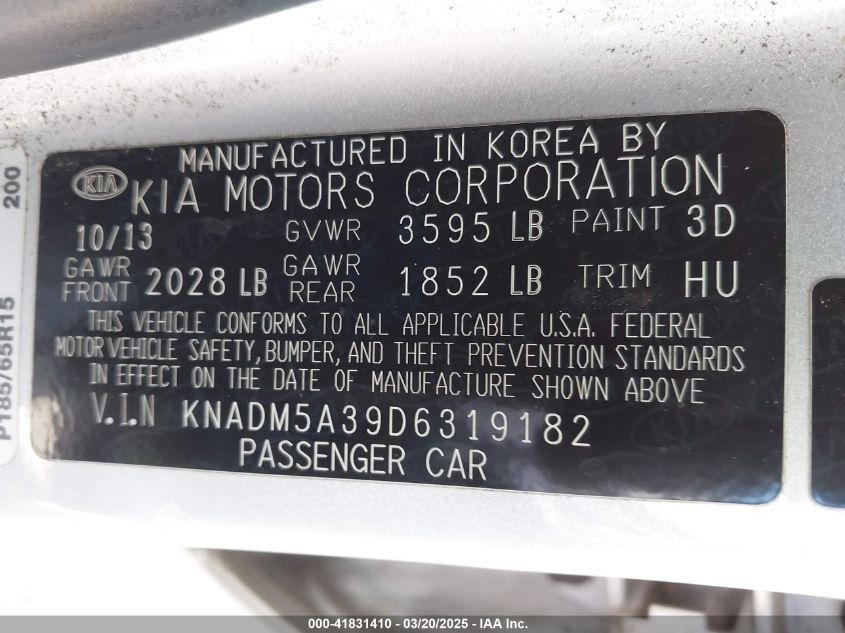 MANUFACTURED IN KOREA BY
KIA
KIA MOTORS CORPORATION
10/13 GVWR 3595 LB PAINT 3D
GAWR FRONT 2028 LB GAWR REAR 1852 LB TRIM HU
THIS VEHICLE CONFORMS TO ALL APPLICABLE U.S.A. FEDERAL
MOTOR VEHICLE SAFETY, BUMPER, AND THEFT PREVENTION STANDARDS
IN EFFECT ON THE DATE OF MANUFACTURE SHOWN ABOVE
V.I.N KNADM5A39D6319182
PASSENGER CAR
P185/65R15 200
000-41831410 - 03/20/2025 - IAA Inc.